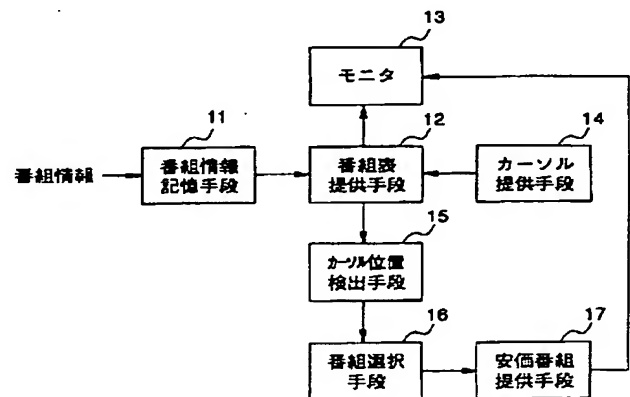 13
モニタ
11
12
14
番組情報
番組情報
記憶手段
番組表
提供手段
カーソル
提供手段
15
カーソル位置
検出手段
16
17
番組選択
手段
安価番組
提供手段